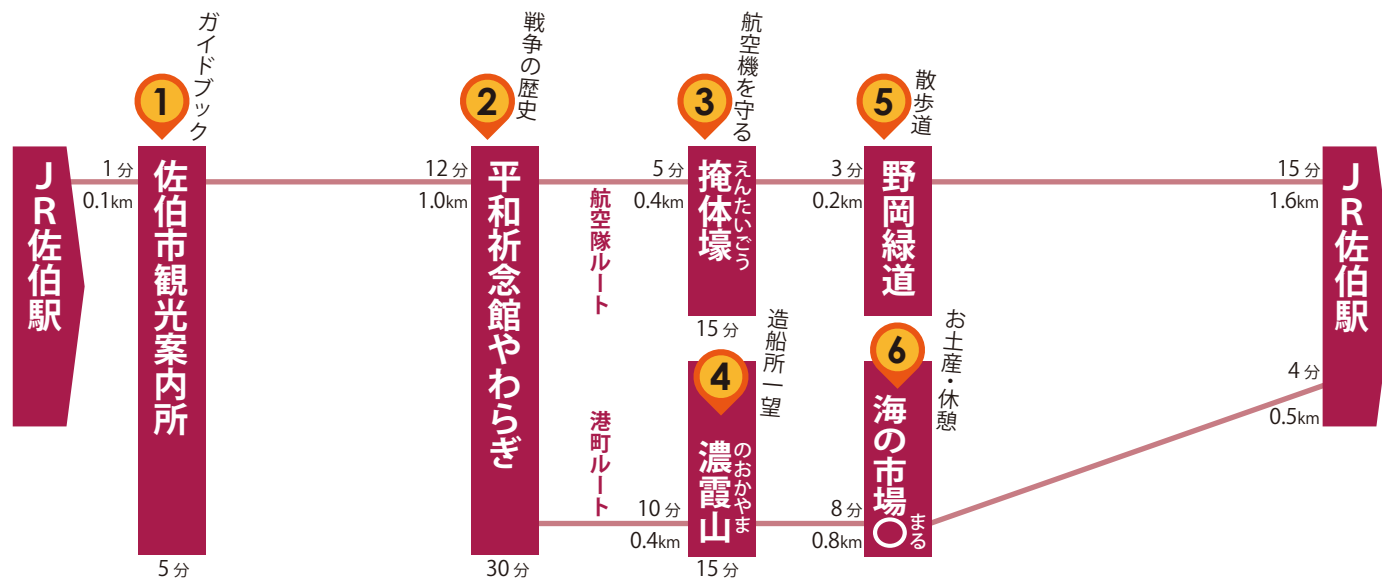 JR佐伯駅
1分
0.1km
1
ガイドブック
佐伯市観光案内所
5分
12分
1.0km
2
戦争の歴史
平和祈念館やわらぎ
30分
航空隊ルート
5分
0.4km
3
航空機を守る
掩体壕
えんたいごう
15分
3分
0.2km
5
散歩道
野岡緑道
15分
1.6km
港町ルート
10分
0.4km
4
造船所一望
濃霞山
のおかやま
15分
8分
0.8km
6
お土産・休憩
海の市場〇
まる
4分
0.5km
JR佐伯駅